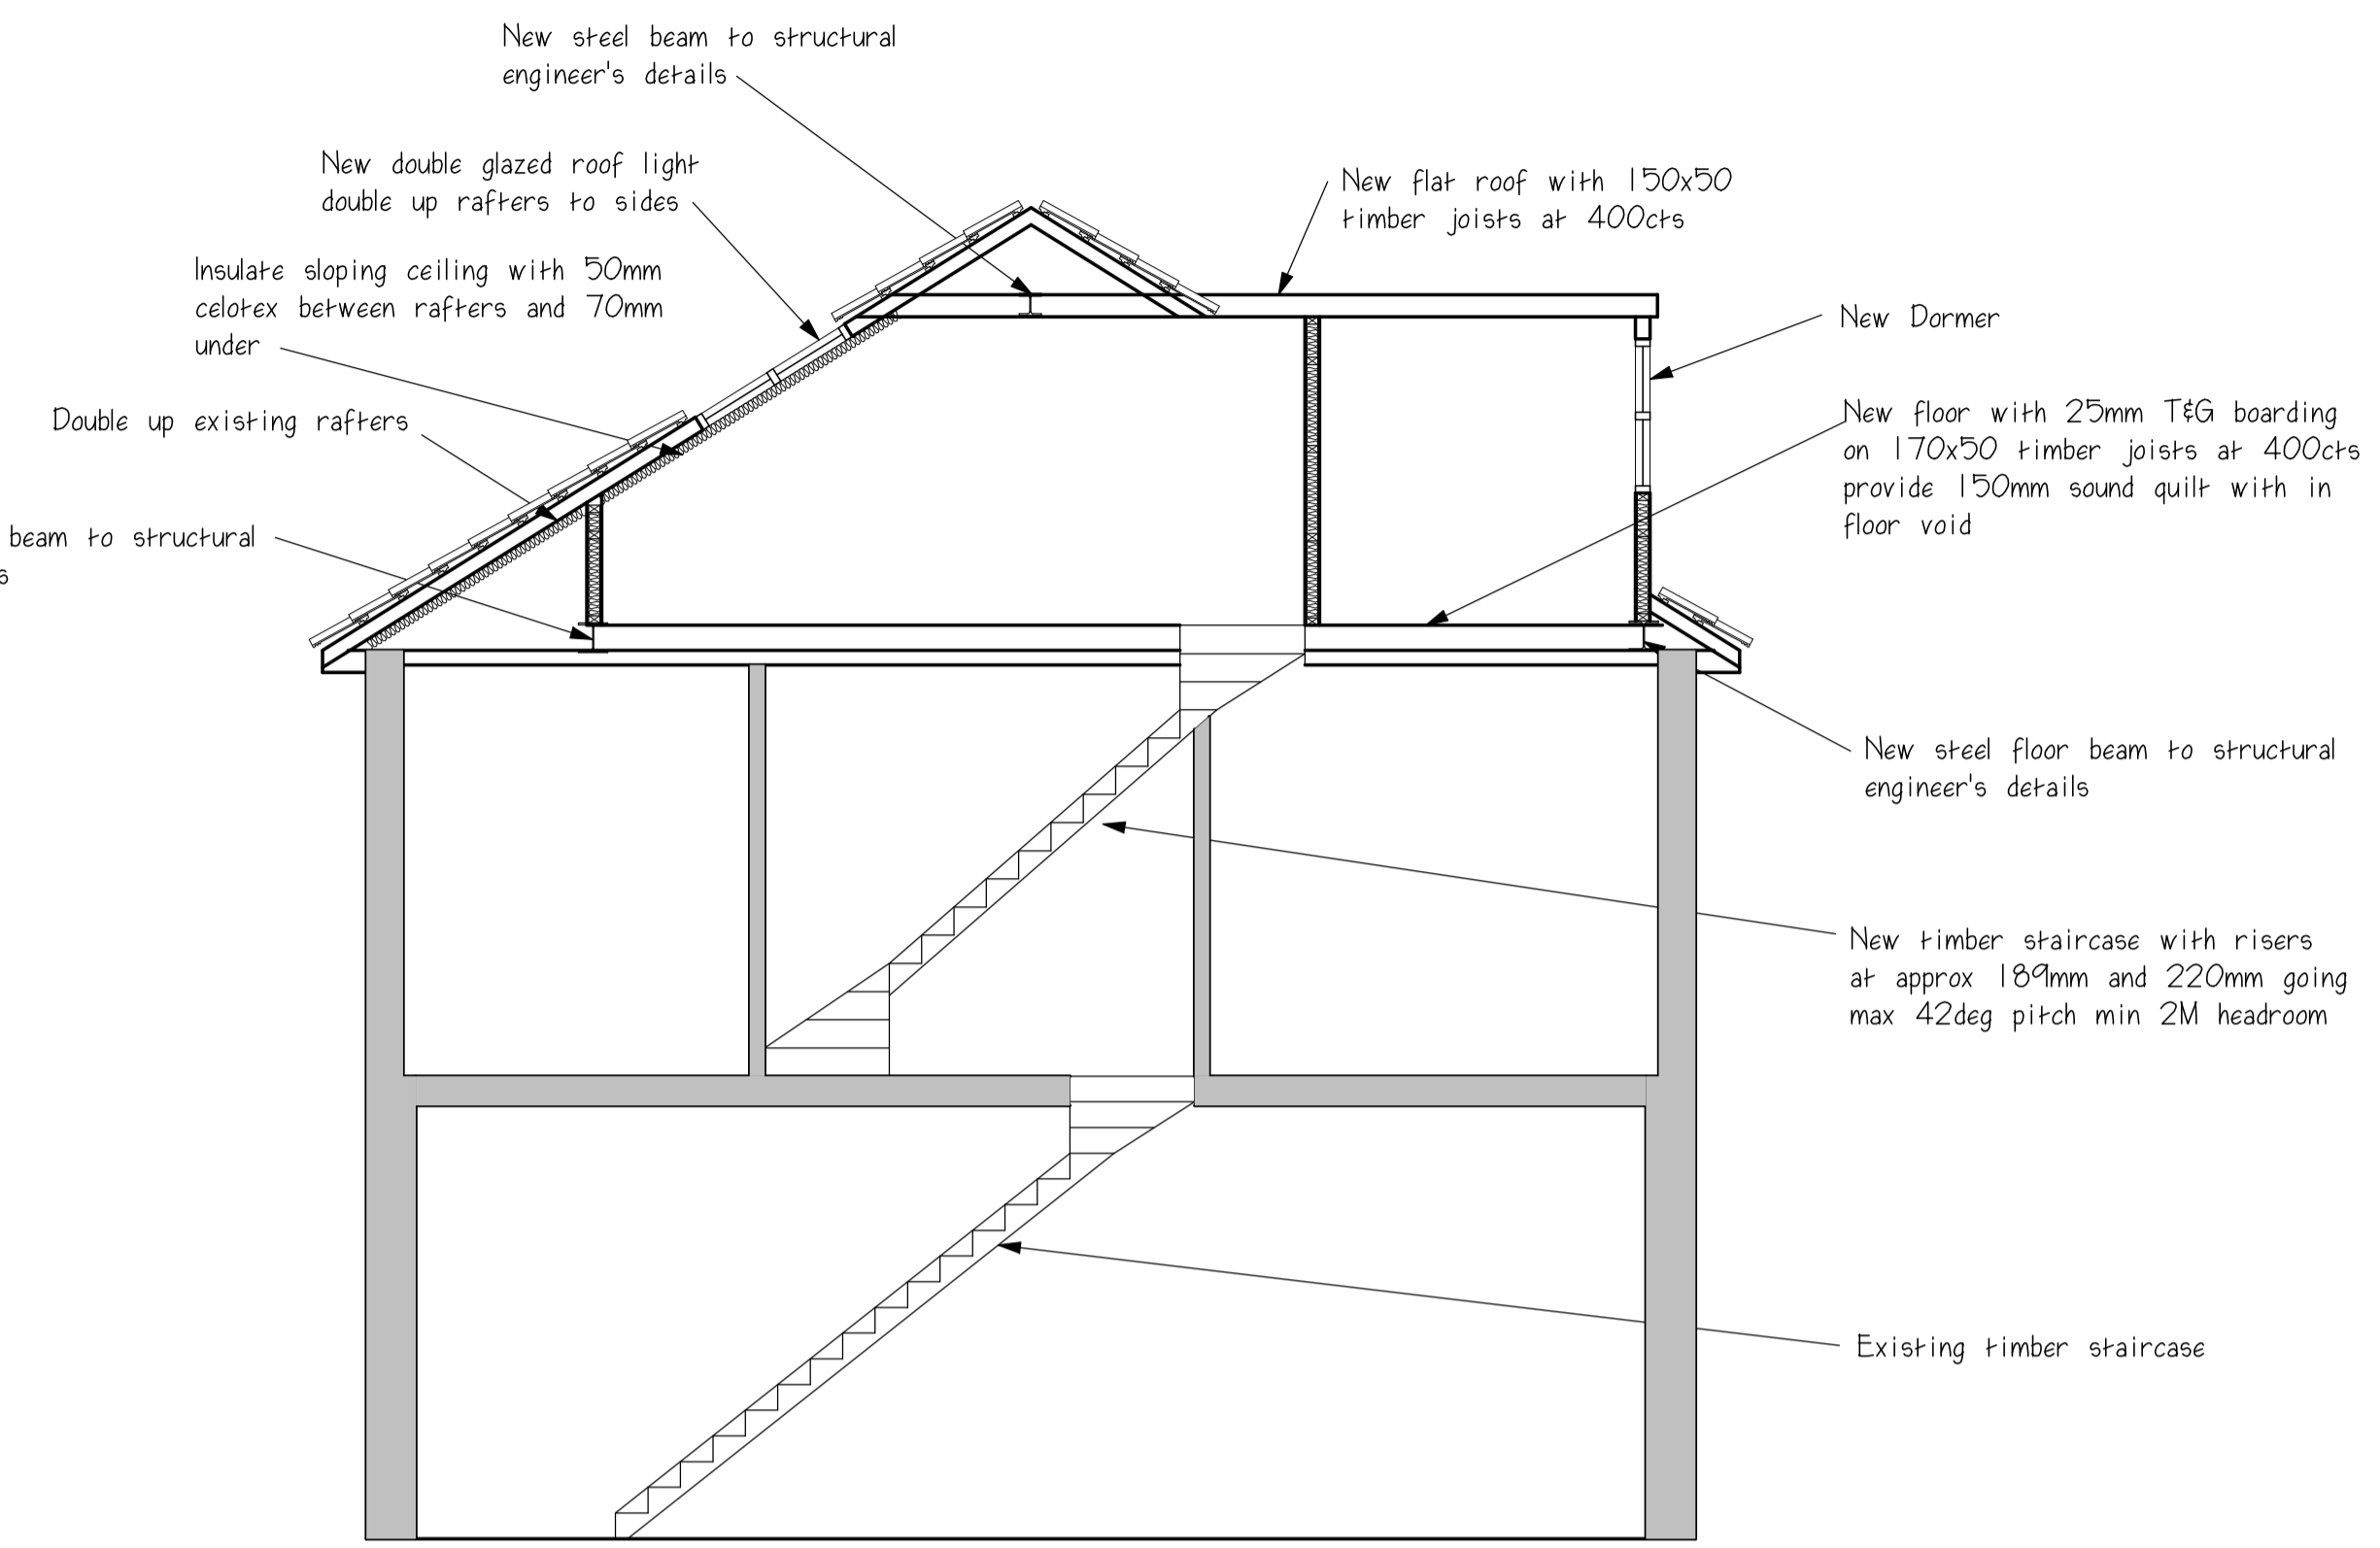 New steel beam to structural
engineer's details
New double glazed roof light
double up rafters to sides
New flat roof with 150x50
timber joists at 400cts
Insulate sloping ceiling with 50mm
celotex between rafters and 70mm
under
New Dormer
Double up existing rafters
New floor with 25mm T&G boarding
on 170x50 timber joists at 400cts
provide 150mm sound quilt with in
floor void
beam to structural
s
New steel floor beam to structural
engineer's details
New timber staircase with risers
at approx 189mm and 220mm going
max 42deg pitch min 2M headroom
Existing timber staircase